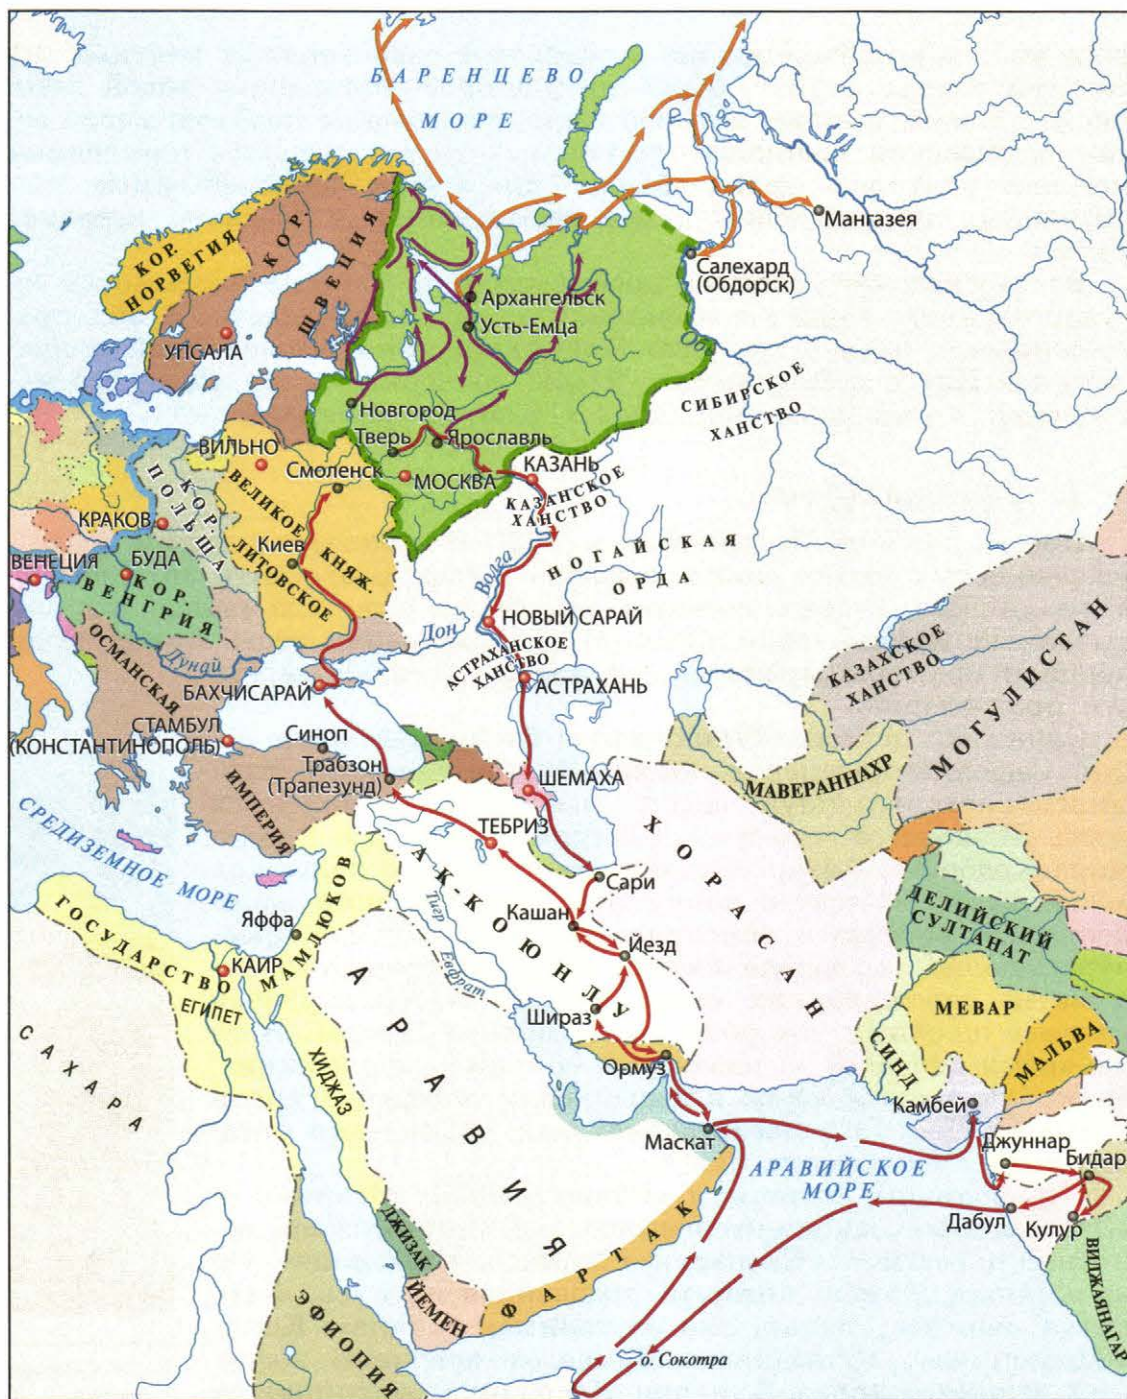 БАРЕНЦЕВО
МОРЕ
Мангазея
КОР.
НОРВЕГИЯ
КОР.
ШВЕЦИЯ
Салехард
(Обдорск)
Архангельск
Усть-Емца
УПСАЛА
СИБИРСКОЕ
ХАНСТВО
Новгород
Тверь
Ярославль
ВИЛЬНО
Смоленск
МОСКВА
КАЗАНЬ
КАЗАНСКОЕ
ХАНСТВО
КОР.
ПОЛЬША
ВЕЛИКОЕ КНЯЖ.
ЛИТОВСКОЕ
КРАКОВ
Киев
ВЕНЕЦИЯ
БУДА
КОР.
ВЕНГРИЯ
Волга
НОГАЙСКАЯ
ОРДА
НОВЫЙ САРАЙ
Дон
АСТРАХАНСКОЕ
ХАНСТВО
АСТРАХАНЬ
КАЗАХСКОЕ
ХАНСТВО
МОГУЛИСТАН
Дунай
ОСМАНСКАЯ
ИМПЕРИЯ
БАХЧИСАРАЙ
СТАМБУЛ
(КОНСТАНТИНОПОЛЬ)
Синоп
Трабзон
(Трапезунд)
ШЕМАХА
МАВЕРАННАХР
СРЕДИЗЕМНОЕ МОРЕ
ТЕБРИЗ
ХОРАСАН
Сари
АК-КОЮНЛУ
Кашан
Йезд
Тигр
Евфрат
Яффа
ГОСУДАРСТВО
МАМЛЮКОВ
КАИР
ЕГИПЕТ
САХАРА
АРАВИЯ
ХИДЖАЗ
Шираз
Ормуз
ДЕЛИЙСКИЙ
СУЛТАНАТ
МЕВАР
МАЛЬВА
СИНД
Камбей
Маскат
АРАВИЙСКОЕ
МОРЕ
Джуннар
Бидар
Дабул
Кулур
ВИДЖАЯНАГАР
ДЖИЗАК
ЙЕМЕН
ФАРТАК
ЭФИОПИЯ
о. Сокотра